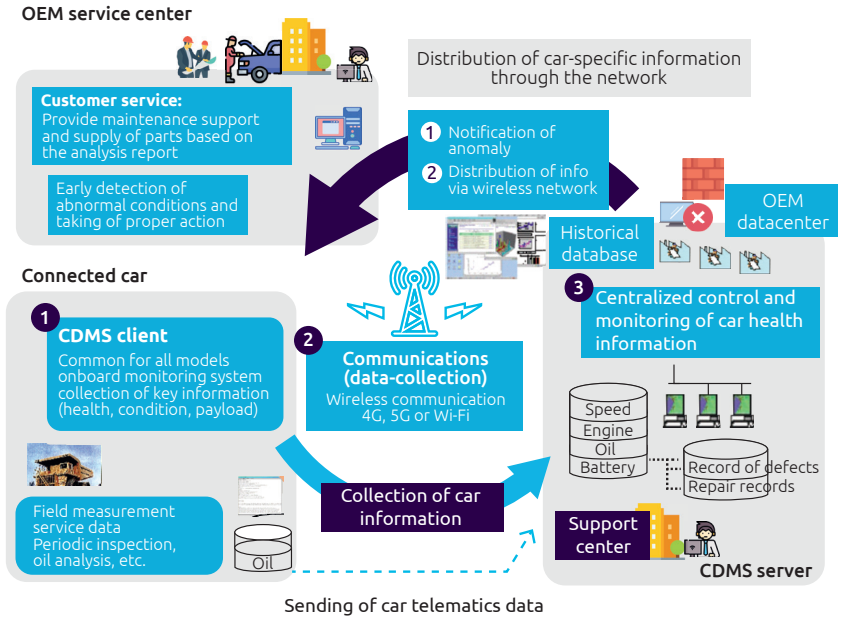 OEM service center
Customer service:
Provide maintenance support
and supply of parts based on
the analysis report
Early detection of
abnormal conditions and
taking of proper action
Distribution of car-specific information
through the network
1 Notification of
anomaly
2 Distribution of info
via wireless network
OEM
datacenter
Historical
database
Connected car
1
CDMS client
Common for all models
onboard monitoring system
collection of key information
(health, condition, payload)
2
Communications
(data-collection)
Wireless communication
4G, 5G or Wi-Fi
3
Centralized control and
monitoring of car health
information
Speed
Engine
Oil
Battery
Record of defects
Repair records
Field measurement
service data
Periodic inspection,
oil analysis, etc.
Oil
Collection of car
information
Support
center
CDMS server
Sending of car telematics data